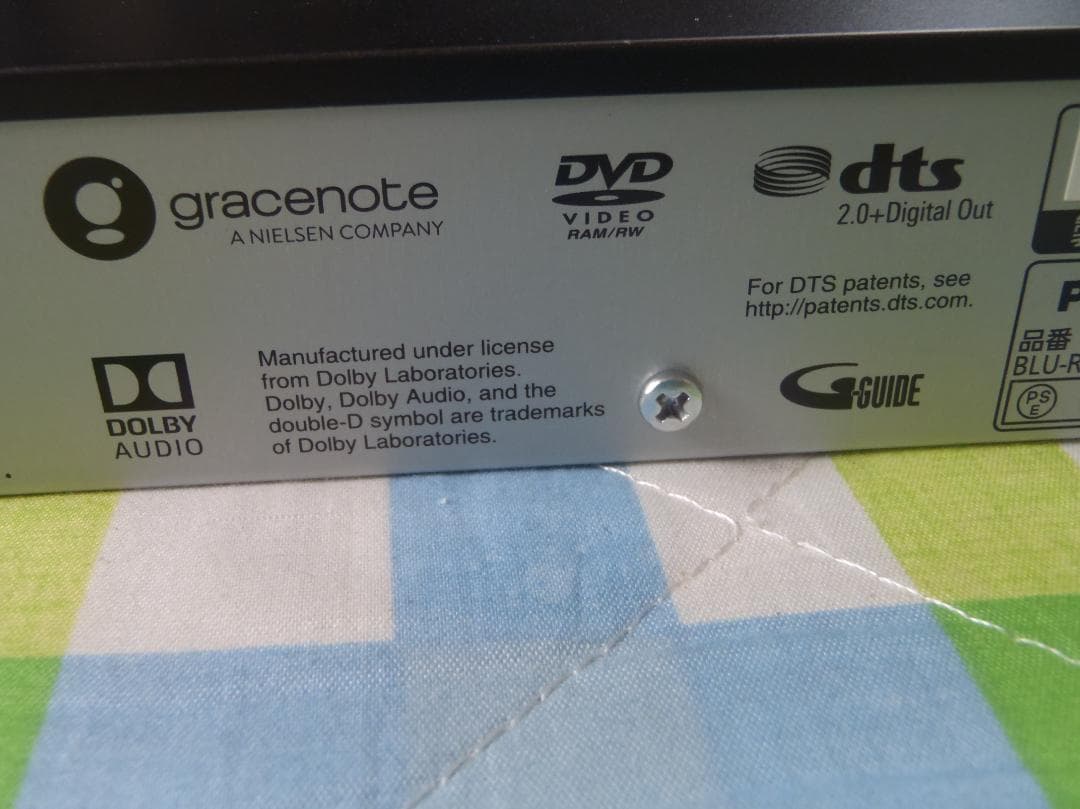 gracenote
A NIELSEN COMPANY
DVD
VIDEO
RAM/RW
dts
2.0+Digital Out
For DTS patents, see
http://patents.dts.com.
DOLBY
AUDIO
Manufactured under license
from Dolby Laboratories.
Dolby, Dolby Audio, and the
double-D symbol are trademarks
of Dolby Laboratories.
G-GUIDE
P
品番
BLU-R
PS
E